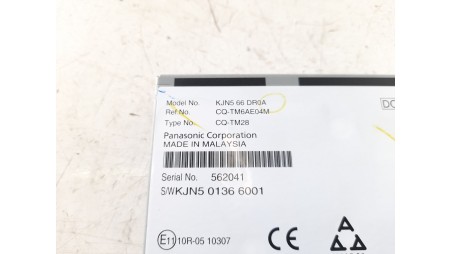 Model No. KJN5 66 DR0A
Ref No. CQ-TM6AE04M
Type No. CQ-TM28
Panasonic Corporation
MADE IN MALAYSIA
Serial No. 562041
S/WKJN5 0136 6001
E11 10R-05 10307
CE
DC